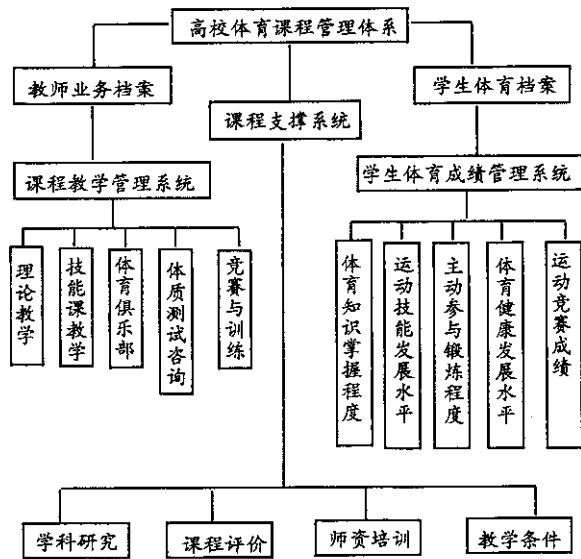 高校体育课程管理体系
教师业务档案
课程支撑系统
学生体育档案
课程教学管理系统
学生体育成绩管理系统
理论教学
技能课教学
体育俱乐部
体质测试咨询
竞赛与训练
体育知识掌握程度
运动技能发展水平
主动参与锻炼程度
体育健康发展水平
运动竞赛成绩
学科研究
课程评价
师资培训
教学条件